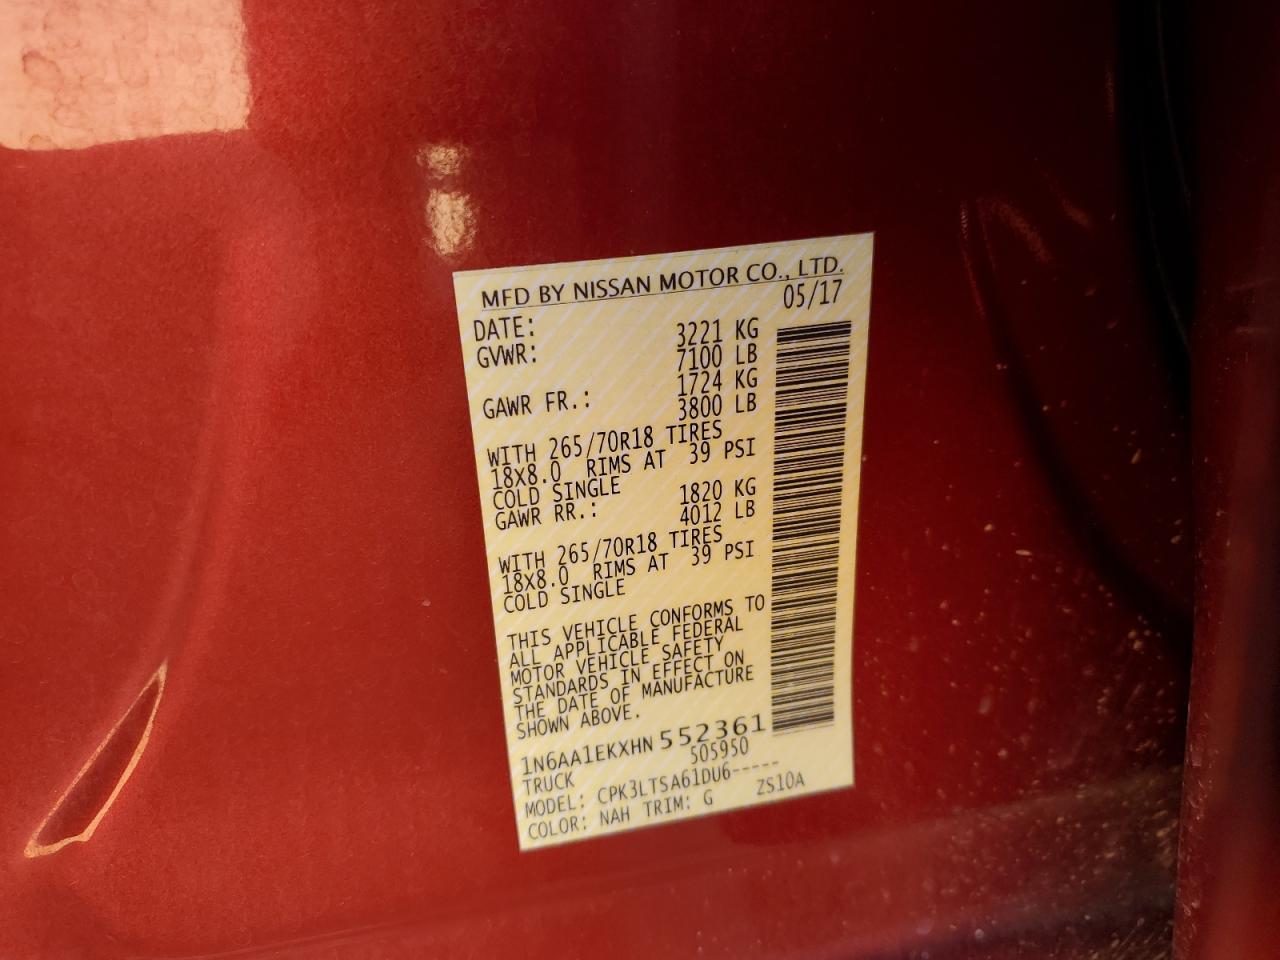 MFD BY NISSAN MOTOR CO., LTD.
DATE: 05/17
GVWR: 3221 KG
7100 LB
GAWR FR.: 1724 KG
3800 LB
WITH 265/70R18 TIRES
18X8.0 RIMS AT 39 PSI
COLD SINGLE
GAWR RR.: 1820 KG
4012 LB
WITH 265/70R18 TIRES
18X8.0 RIMS AT 39 PSI
COLD SINGLE
THIS VEHICLE CONFORMS TO
ALL APPLICABLE FEDERAL
MOTOR VEHICLE SAFETY
STANDARDS IN EFFECT ON
THE DATE OF MANUFACTURE
SHOWN ABOVE.
1N6AA1EKXHN 552361
TRUCK 505950
MODEL: CPK3LTSA61DU6-----
COLOR: NAH TRIM: G ZS10A